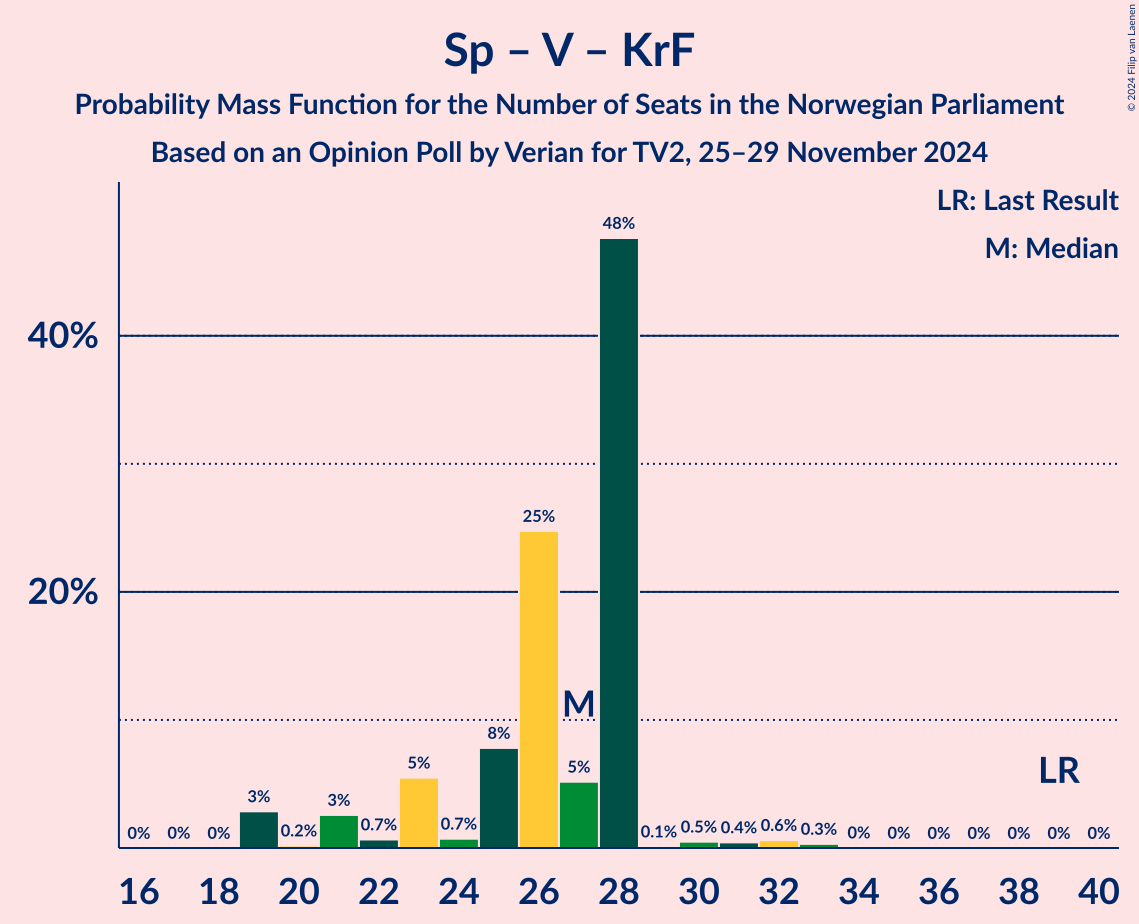 Sp – V – KrF
Probability Mass Function for the Number of Seats in the Norwegian Parliament
Based on an Opinion Poll by Verian for TV2, 25–29 November 2024
© 2024 Filip van Laenen
LR: Last Result
M: Median
48%
40%
25%
20%
M
8%
5%
5%
LR
3%
3%
0% 0% 0% 0.2% 0.7% 0.7% 0.1% 0.5% 0.4% 0.6% 0.3% 0% 0% 0% 0% 0% 0% 0%
16 18 20 22 24 26 28 30 32 34 36 38 40